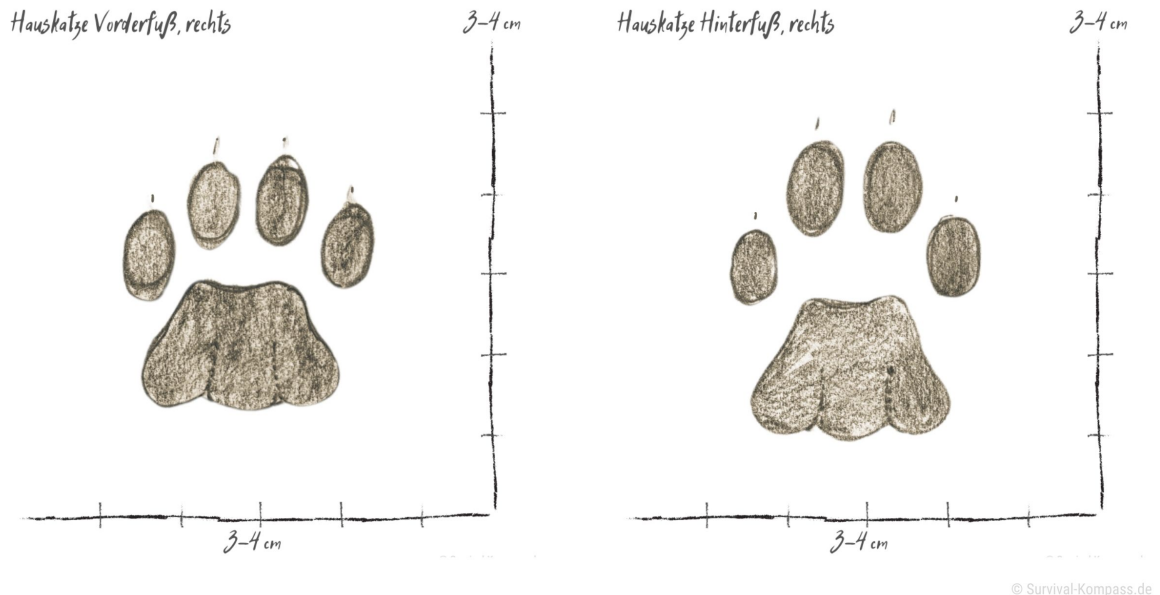 Hauskatze Vorderfuß, rechts
3–4 cm
3–4 cm
Hauskatze Hinterfuß, rechts
3–4 cm
3–4 cm
© Survival-Kompass.de